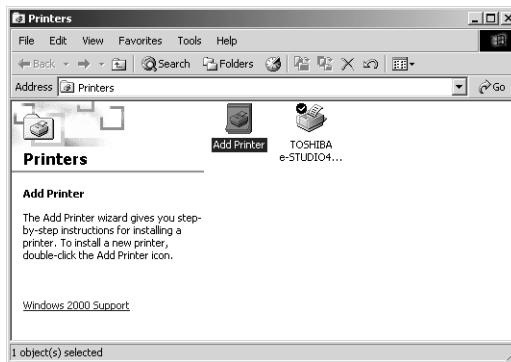 Printers
File Edit View Favorites Tools Help
Back Search Folders
Address Printers Go
Add Printer
TOSHIBA
e-STUDIO4...
Printers
Add Printer
The Add Printer wizard gives you step-
by-step instructions for installing a
printer. To install a new printer,
double-click the Add Printer icon.
Windows 2000 Support
1 object(s) selected